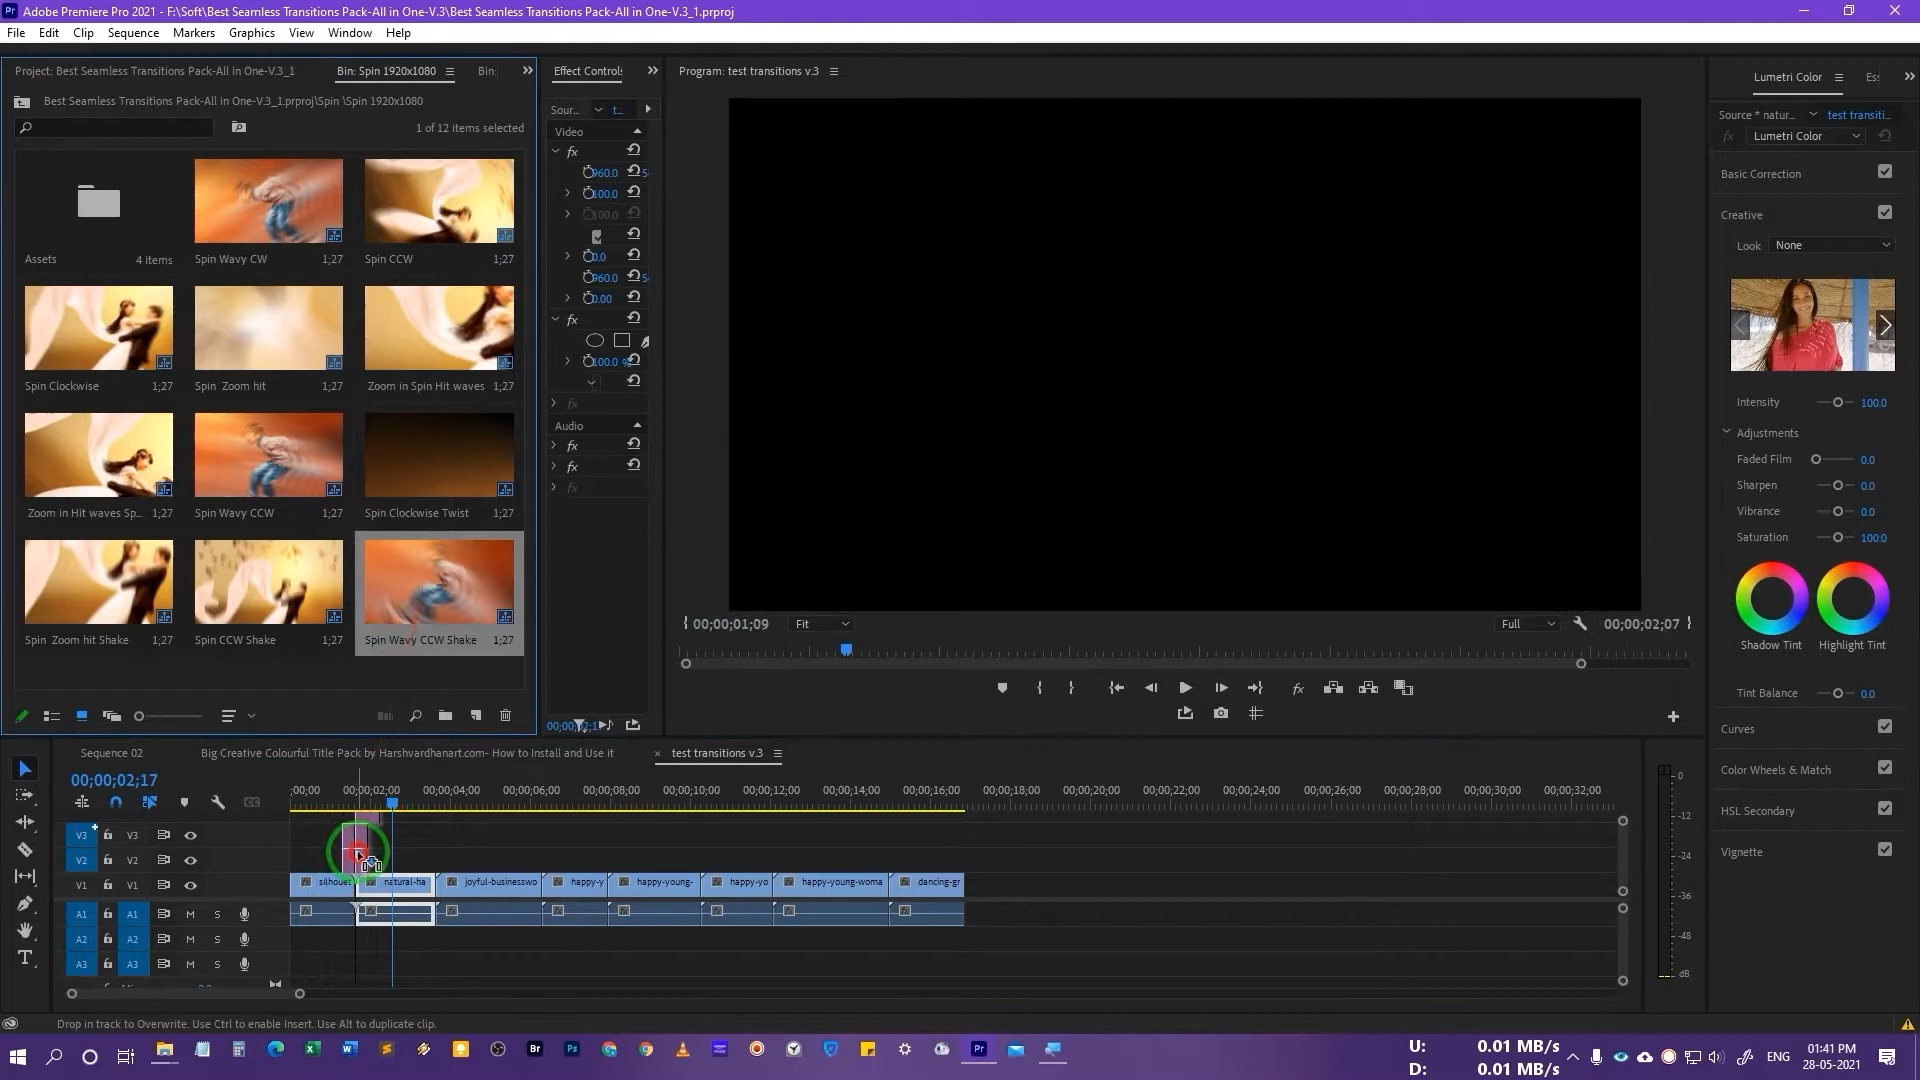 Adobe Premiere Pro 2021 - F:\Soft\Best Seamless Transitions Pack-All in One-V.3\Best Seamless Transitions Pack-All in One-V.3_1.prproj
File Edit Clip Sequence Markers Graphics View Window Help
Project: Best Seamless Transitions Pack-All in One-V.3_1 Bin: Spin 1920x1080 Bin:
Best Seamless Transitions Pack-All in One-V.3_1.prproj\Spin \Spin 1920x1080
1 of 12 items selected
Assets 4 items Spin Wavy CW 1;27 Spin CCW 1;27
Spin Clockwise 1;27 Spin Zoom hit 1;27 Zoom in Spin Hit waves 1;27
Zoom in Hit waves Sp... 1;27 Spin Wavy CCW 1;27 Spin Clockwise Twist 1;27
Spin Zoom hit Shake 1;27 Spin CCW Shake 1;27 Spin Wavy CCW Shake 1;27
Effect Controls
Sour... t...
Video
fx
960.0
100.0
100.0
0.0
960.0
0.00
fx
100.0 %
fx
Audio
fx
fx
fx
Program: test transitions v.3
00;00;01;09 Fit Full 00;00;02;07
Lumetri Color Es
Source * natur... test transiti...
fx Lumetri Color
Basic Correction
Creative
Look None
Intensity 100.0
Adjustments
Faded Film 0.0
Sharpen 0.0
Vibrance 0.0
Saturation 100.0
Shadow Tint Highlight Tint
Tint Balance 0.0
Curves
Color Wheels & Match
HSL Secondary
Vignette
Sequence 02 Big Creative Colourful Title Pack by Harshvardhanart.com- How to Install and Use it × test transitions v.3
00;00;02;17
;00;00 00;00;02;00 00;00;04;00 00;00;06;00 00;00;08;00 00;00;10;00 00;00;12;00 00;00;14;00 00;00;16;00 00;00;18;00 00;00;20;00 00;00;22;00 00;00;24;00 00;00;26;00 00;00;28;00 00;00;30;00 00;00;32;00
V3 V3
V2 V2
V1 V1 silhouet natural-ha joyful-businesswo happy-y happy-young- happy-yo happy-young-woma dancing-gr
A1 A1 M S
A2 A2 M S
A3 A3 M S
0
-12
-24
-36
-48
dB
Drop in track to Overwrite. Use Ctrl to enable Insert. Use Alt to duplicate clip.
U: 0.01 MB/s
D: 0.01 MB/s
ENG
01:41 PM
28-05-2021